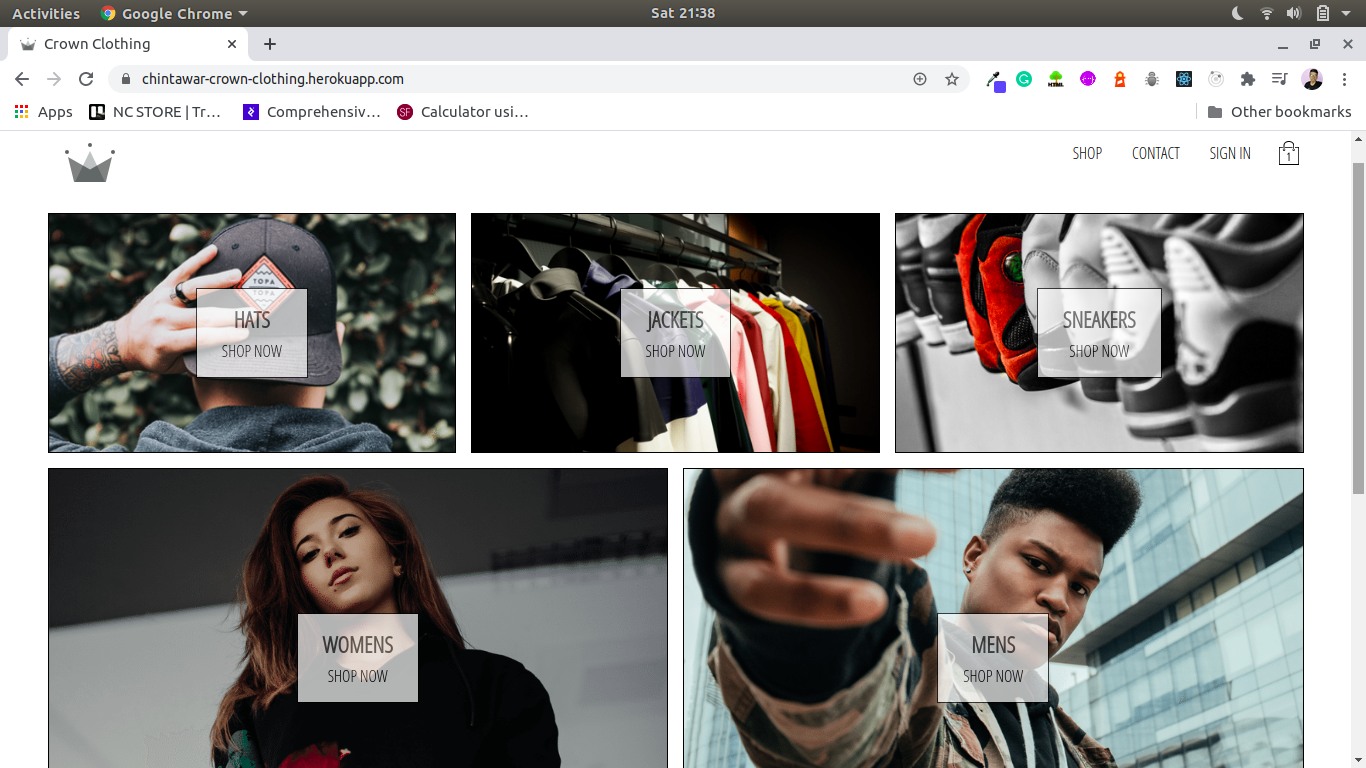 Activities Google Chrome Sat 21:38
Crown Clothing
chintawar-crown-clothing.herokuapp.com
Apps NC STORE | Tr… Comprehensiv… SF Calculator usi… Other bookmarks
SHOP CONTACT SIGN IN 1
TOPA
TOPA
HATS
SHOP NOW
JACKETS
SHOP NOW
SNEAKERS
SHOP NOW
WOMENS
SHOP NOW
MENS
SHOP NOW